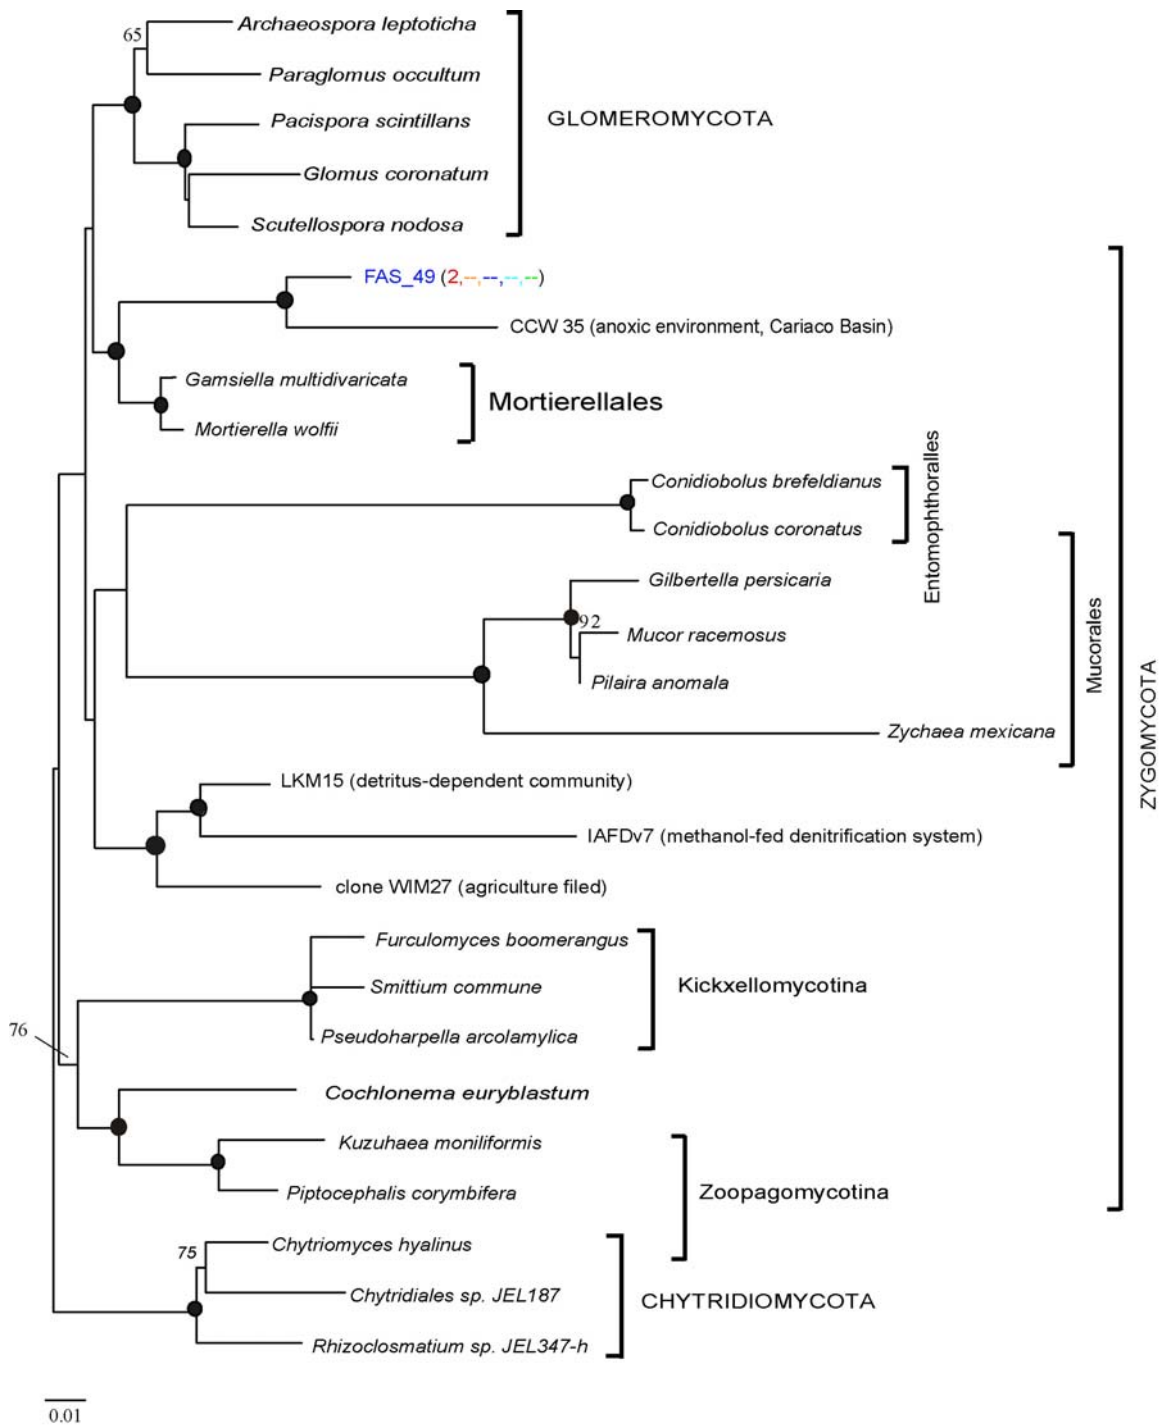 65
Archaeospora leptoticha
Paraglomus occultum
Pacispora scintillans
GLOMEROMYCOTA
Glomus coronatum
Scutellospora nodosa
FAS_49 (2,--,--,--,--)
CCW 35 (anoxic environment, Cariaco Basin)
Gamsiella multidivaricata
Mortierellales
Mortierella wolfii
Conidiobolus brefeldianus
Conidiobolus coronatus
Entomophthoralles
Gilbertella persicaria
92
Mucor racemosus
Pilaira anomala
Mucorales
Zychaea mexicana
ZYGOMYCOTA
LKM15 (detritus-dependent community)
IAFDv7 (methanol-fed denitrification system)
clone WIM27 (agriculture filed)
Furculomyces boomerangus
Smittium commune
Kickxellomycotina
Pseudoharpella arcolamylica
76
Cochlonema euryblastum
Kuzuhaea moniliformis
Piptocephalis corymbifera
Zoopagomycotina
75
Chytriomyces hyalinus
Chytridiales sp. JEL187
CHYTRIDIOMYCOTA
Rhizoclosmatium sp. JEL347-h
0.01